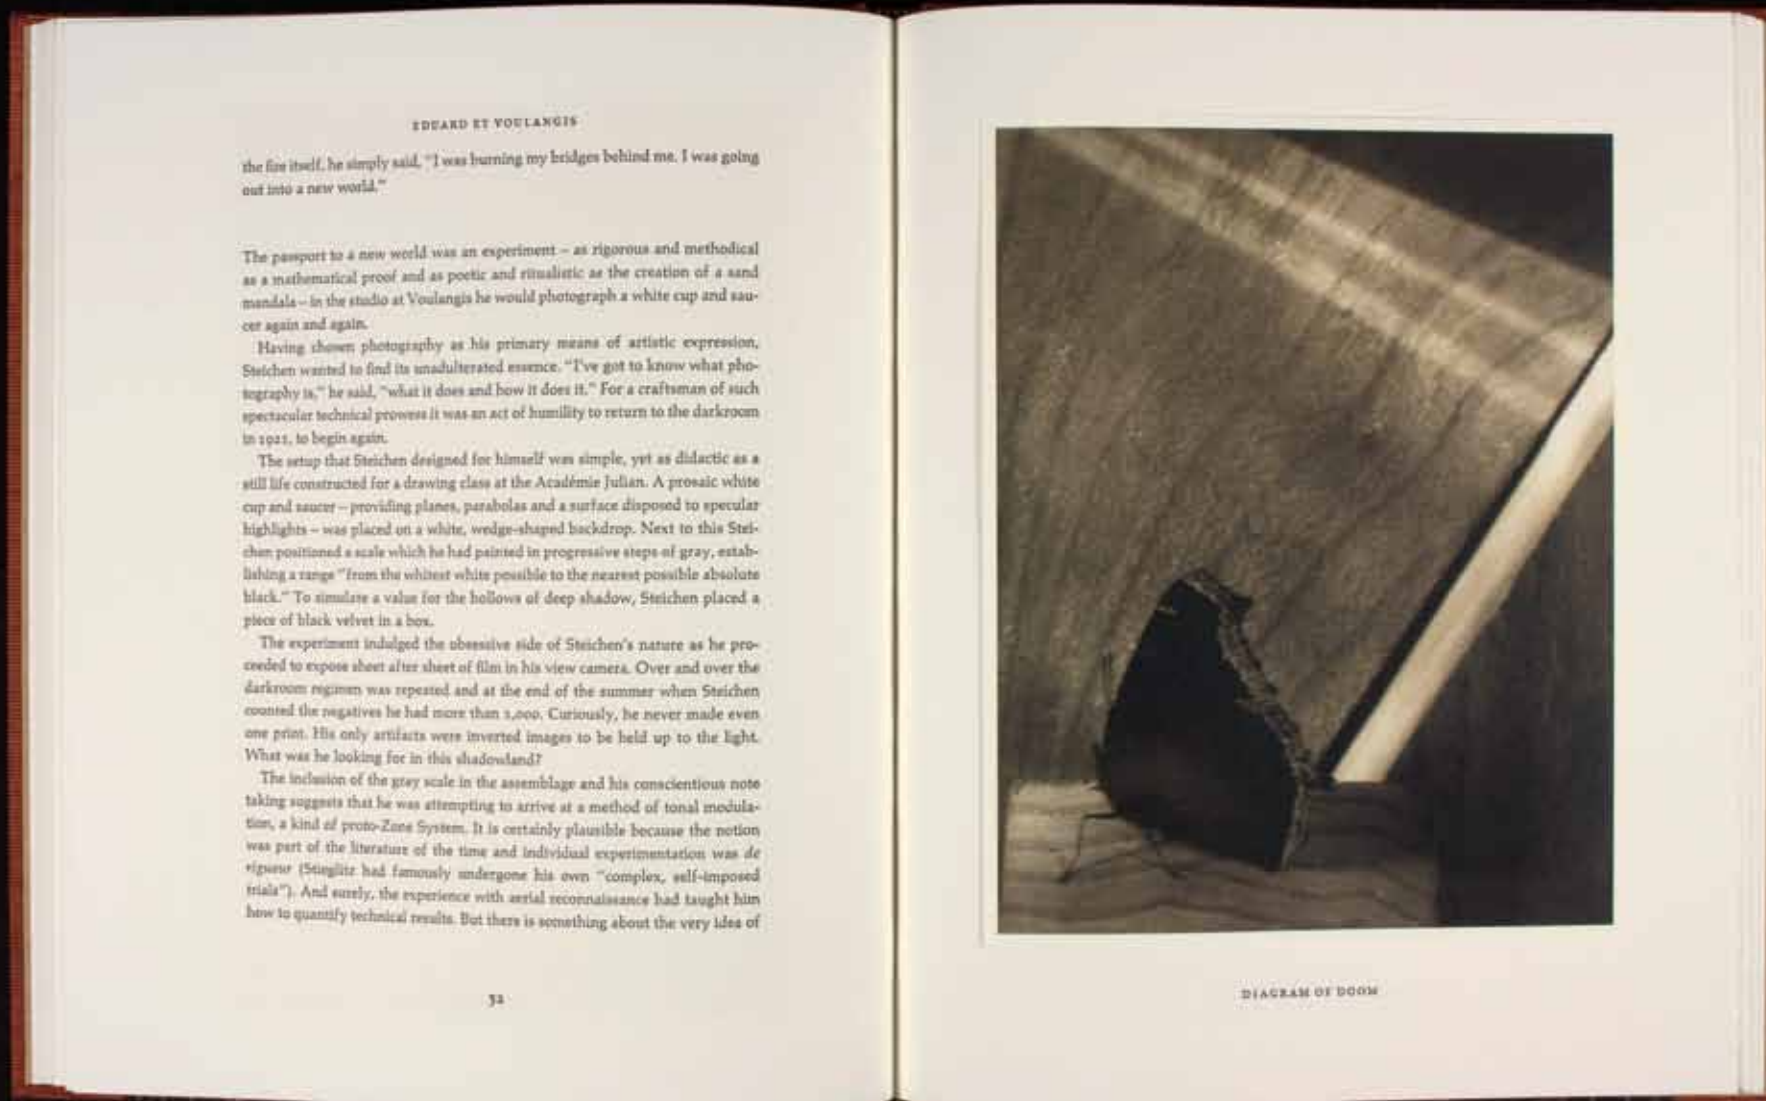 EDUARD ET VOULANGIS
the fire itself, he simply said, "I was burning my bridges behind me. I was going
out into a new world."
The passport to a new world was an experiment – as rigorous and methodical
as a mathematical proof and as poetic and ritualistic as the creation of a sand
mandala – in the studio at Voulangis he would photograph a white cup and sau-
cer again and again.
Having chosen photography as his primary means of artistic expression,
Steichen wanted to find its unadulterated essence. "I've got to know what pho-
tography is," he said, "what it does and how it does it." For a craftsman of such
spectacular technical prowess it was an act of humility to return to the darkroom
in 1921, to begin again.
The setup that Steichen designed for himself was simple, yet as didactic as a
still life constructed for a drawing class at the Académie Julian. A prosaic white
cup and saucer – providing planes, parabolas and a surface disposed to specular
highlights – was placed on a white, wedge-shaped backdrop. Next to this Stei-
chen positioned a scale which he had painted in progressive steps of gray, estab-
lishing a range "from the whitest white possible to the nearest possible absolute
black." To simulate a value for the hollows of deep shadow, Steichen placed a
piece of black velvet in a box.
The experiment indulged the obsessive side of Steichen's nature as he pro-
ceeded to expose sheet after sheet of film in his view camera. Over and over the
darkroom regimen was repeated and at the end of the summer when Steichen
counted the negatives he had more than 1,000. Curiously, he never made even
one print. His only artifacts were inverted images to be held up to the light.
What was he looking for in this shadowland?
The inclusion of the gray scale in the assemblage and his conscientious note
taking suggests that he was attempting to arrive at a method of tonal modula-
tion, a kind of proto-Zone System. It is certainly plausible because the notion
was part of the literature of the time and individual experimentation was de
rigueur (Stieglitz had famously undergone his own "complex, self-imposed
trials"). And surely, the experience with aerial reconnaissance had taught him
how to quantify technical results. But there is something about the very idea of
32
DIAGRAM OF DOOM